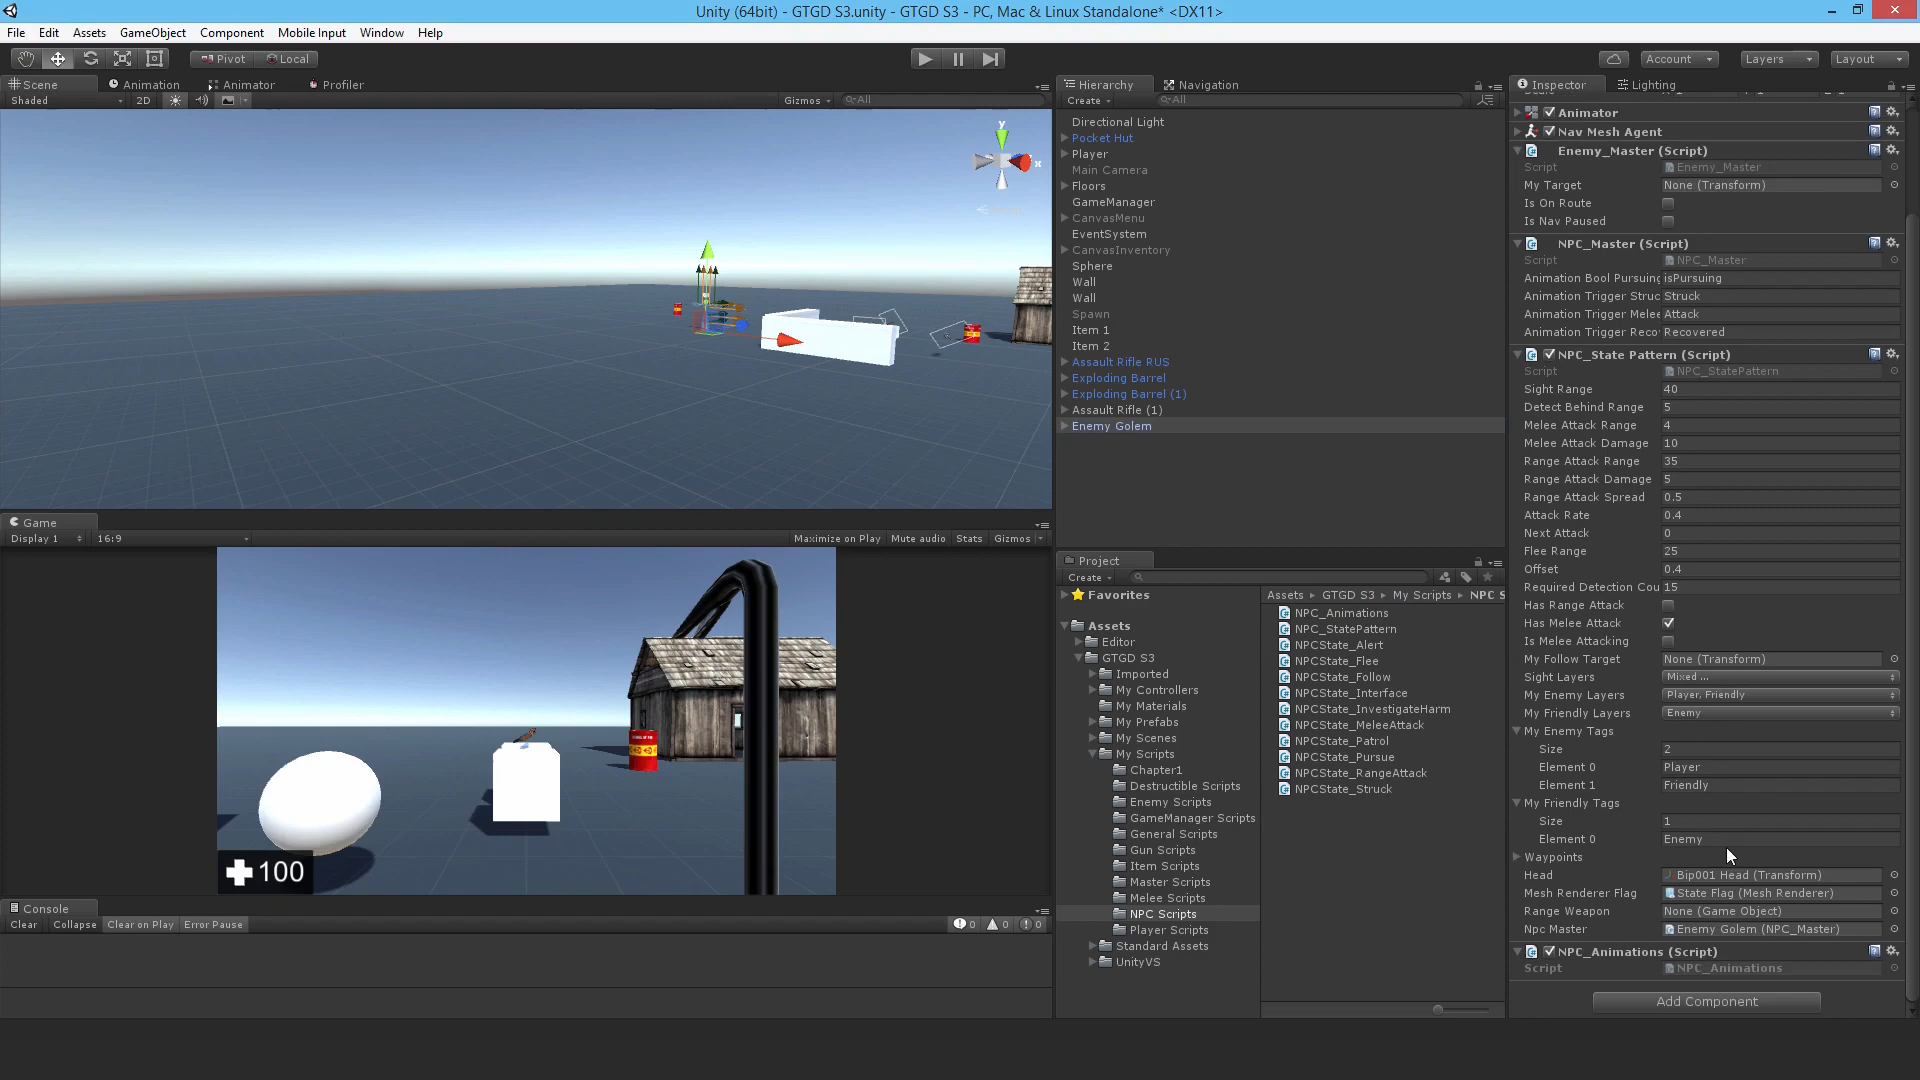 Unity (64bit) - GTGD S3.unity - GTGD S3 - PC, Mac & Linux Standalone* <DX11>
File Edit Assets GameObject Component Mobile Input Window Help
Pivot Local Account Layers Layout
Scene Animation Animator Profiler
Shaded 2D Gizmos All
y
x
Game
Display 1 16:9 Maximize on Play Mute audio Stats Gizmos
100
Console
Clear Collapse Clear on Play Error Pause 0 0 0
Hierarchy Navigation
Create All
Directional Light
Pocket Hut
Player
Main Camera
Floors
GameManager
CanvasMenu
EventSystem
CanvasInventory
Sphere
Wall
Wall
Spawn
Item 1
Item 2
Assault Rifle RUS
Exploding Barrel
Exploding Barrel (1)
Assault Rifle (1)
Enemy Golem
Project
Create
Favorites
Assets
Editor
GTGD S3
Imported
My Controllers
My Materials
My Prefabs
My Scenes
My Scripts
Chapter1
Destructible Scripts
Enemy Scripts
GameManager Scripts
General Scripts
Gun Scripts
Item Scripts
Master Scripts
Melee Scripts
NPC Scripts
Player Scripts
Standard Assets
UnityVS
Assets GTGD S3 My Scripts NPC S
NPC_Animations
NPC_StatePattern
NPCState_Alert
NPCState_Flee
NPCState_Follow
NPCState_Interface
NPCState_InvestigateHarm
NPCState_MeleeAttack
NPCState_Patrol
NPCState_Pursue
NPCState_RangeAttack
NPCState_Struck
Inspector Lighting
Animator
Nav Mesh Agent
Enemy_Master (Script)
Script Enemy_Master
My Target None (Transform)
Is On Route
Is Nav Paused
NPC_Master (Script)
Script NPC_Master
Animation Bool Pursuing isPursuing
Animation Trigger Struc Struck
Animation Trigger Melee Attack
Animation Trigger Reco Recovered
NPC_State Pattern (Script)
Script NPC_StatePattern
Sight Range 40
Detect Behind Range 5
Melee Attack Range 4
Melee Attack Damage 10
Range Attack Range 35
Range Attack Damage 5
Range Attack Spread 0.5
Attack Rate 0.4
Next Attack 0
Flee Range 25
Offset 0.4
Required Detection Cou 15
Has Range Attack
Has Melee Attack
Is Melee Attacking
My Follow Target None (Transform)
Sight Layers Mixed ...
My Enemy Layers Player, Friendly
My Friendly Layers Enemy
My Enemy Tags
Size 2
Element 0 Player
Element 1 Friendly
My Friendly Tags
Size 1
Element 0 Enemy
Waypoints
Head Bip001 Head (Transform)
Mesh Renderer Flag State Flag (Mesh Renderer)
Range Weapon None (Game Object)
Npc Master Enemy Golem (NPC_Master)
NPC_Animations (Script)
Script NPC_Animations
Add Component